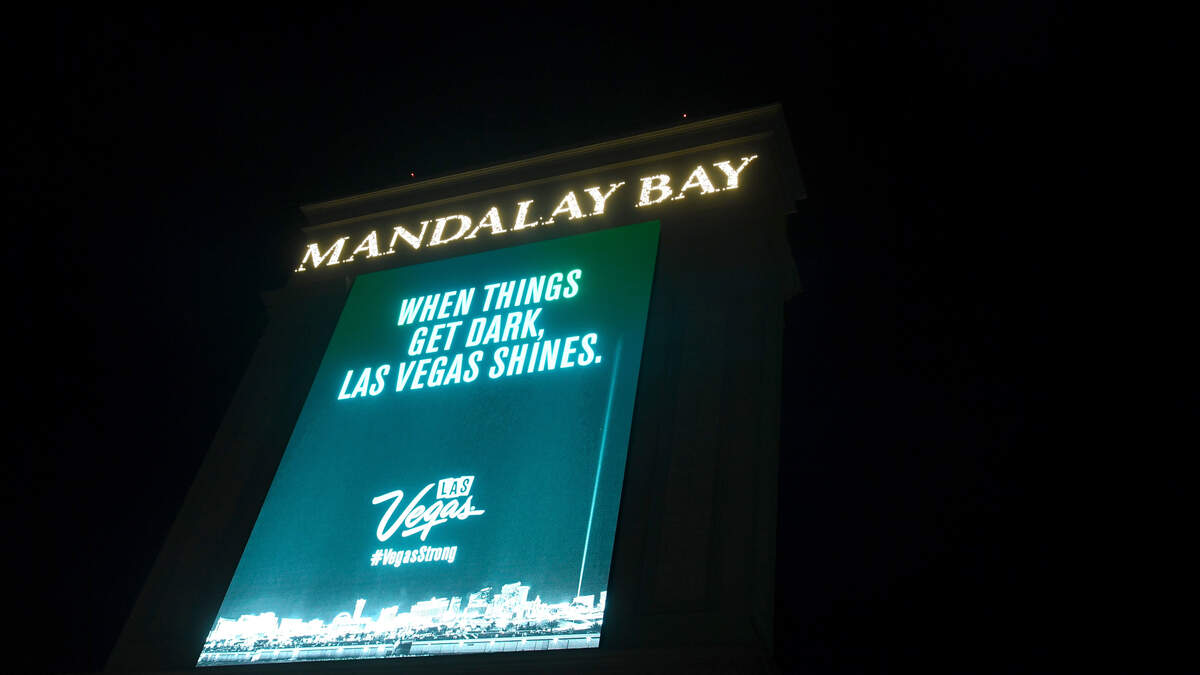 MANDALAY BAY
WHEN THINGS
GET DARK,
LAS VEGAS SHINES.
LAS
Vegas
#VegasStrong